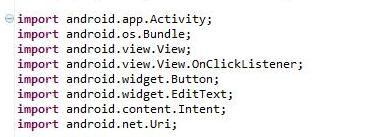 import android.app.Activity;
import android.os.Bundle;
import android.view.View;
import android.view.View.OnClickListener;
import android.widget.Button;
import android.widget.EditText;
import android.content.Intent;
import android.net.Uri;